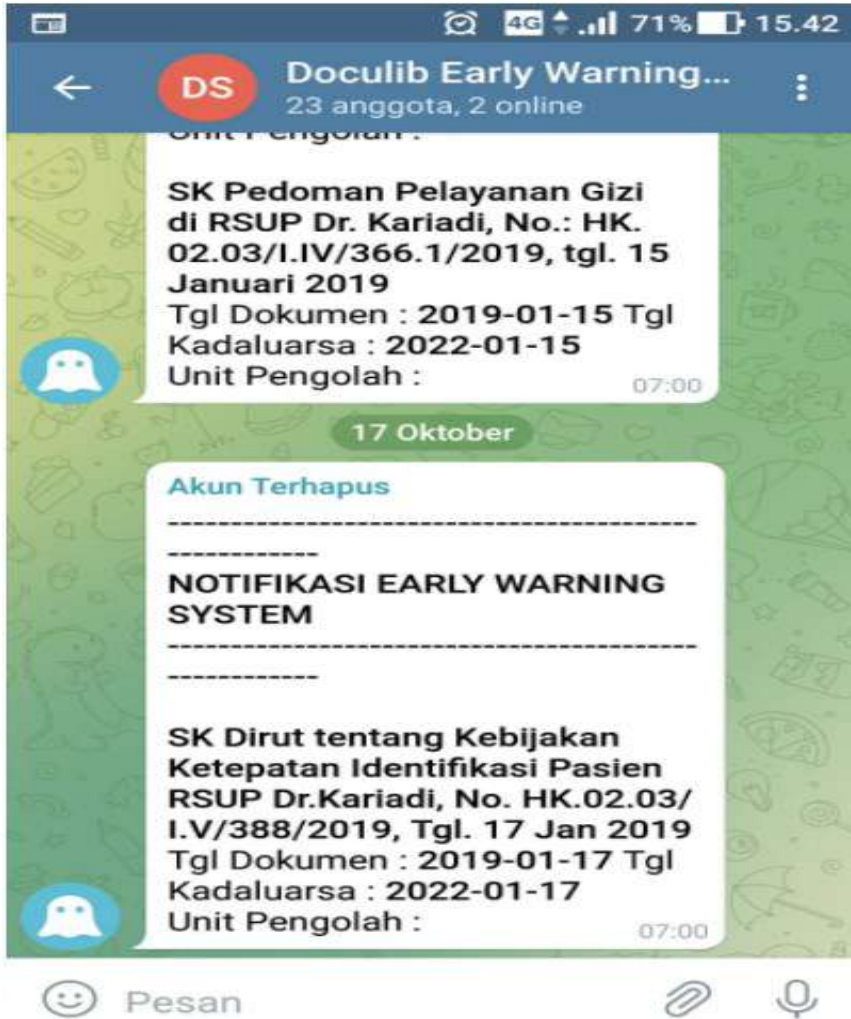 4G 71% 15.42
DS
Doculib Early Warning...
23 anggota, 2 online
Unit Pengolah :
SK Pedoman Pelayanan Gizi
di RSUP Dr. Kariadi, No.: HK.
02.03/I.IV/366.1/2019, tgl. 15
Januari 2019
Tgl Dokumen : 2019-01-15 Tgl
Kadaluarsa : 2022-01-15
Unit Pengolah :
07:00
17 Oktober
Akun Terhapus
------------------------------------------
------------
NOTIFIKASI EARLY WARNING
SYSTEM
------------------------------------------
------------
SK Dirut tentang Kebijakan
Ketepatan Identifikasi Pasien
RSUP Dr.Kariadi, No. HK.02.03/
I.V/388/2019, Tgl. 17 Jan 2019
Tgl Dokumen : 2019-01-17 Tgl
Kadaluarsa : 2022-01-17
Unit Pengolah :
07:00
Pesan